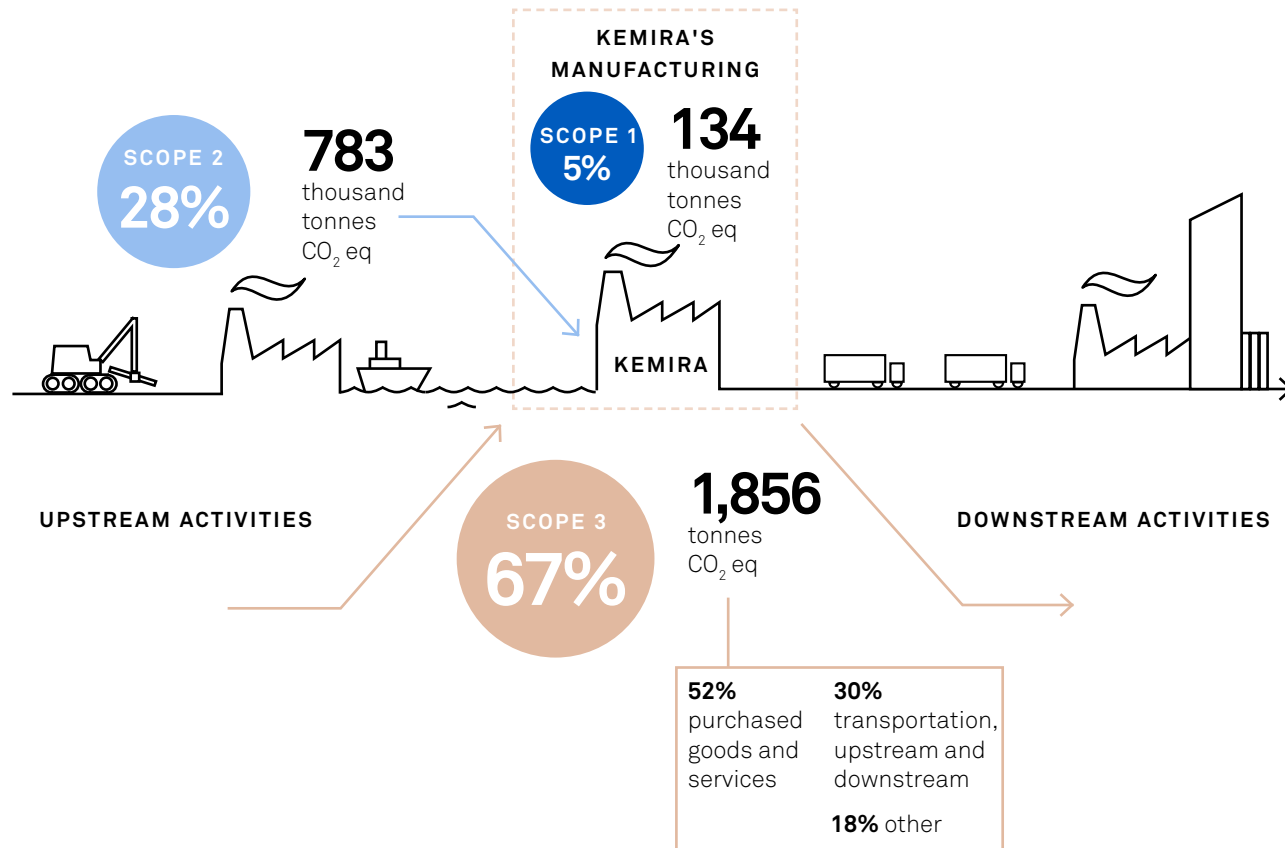 KEMIRA'S
MANUFACTURING
SCOPE 1
5%
134
thousand
tonnes
CO₂ eq
SCOPE 2
28%
783
thousand
tonnes
CO₂ eq
KEMIRA
UPSTREAM ACTIVITIES
SCOPE 3
67%
1,856
tonnes
CO₂ eq
DOWNSTREAM ACTIVITIES
52%
purchased
goods and
services
30%
transportation,
upstream and
downstream
18% other